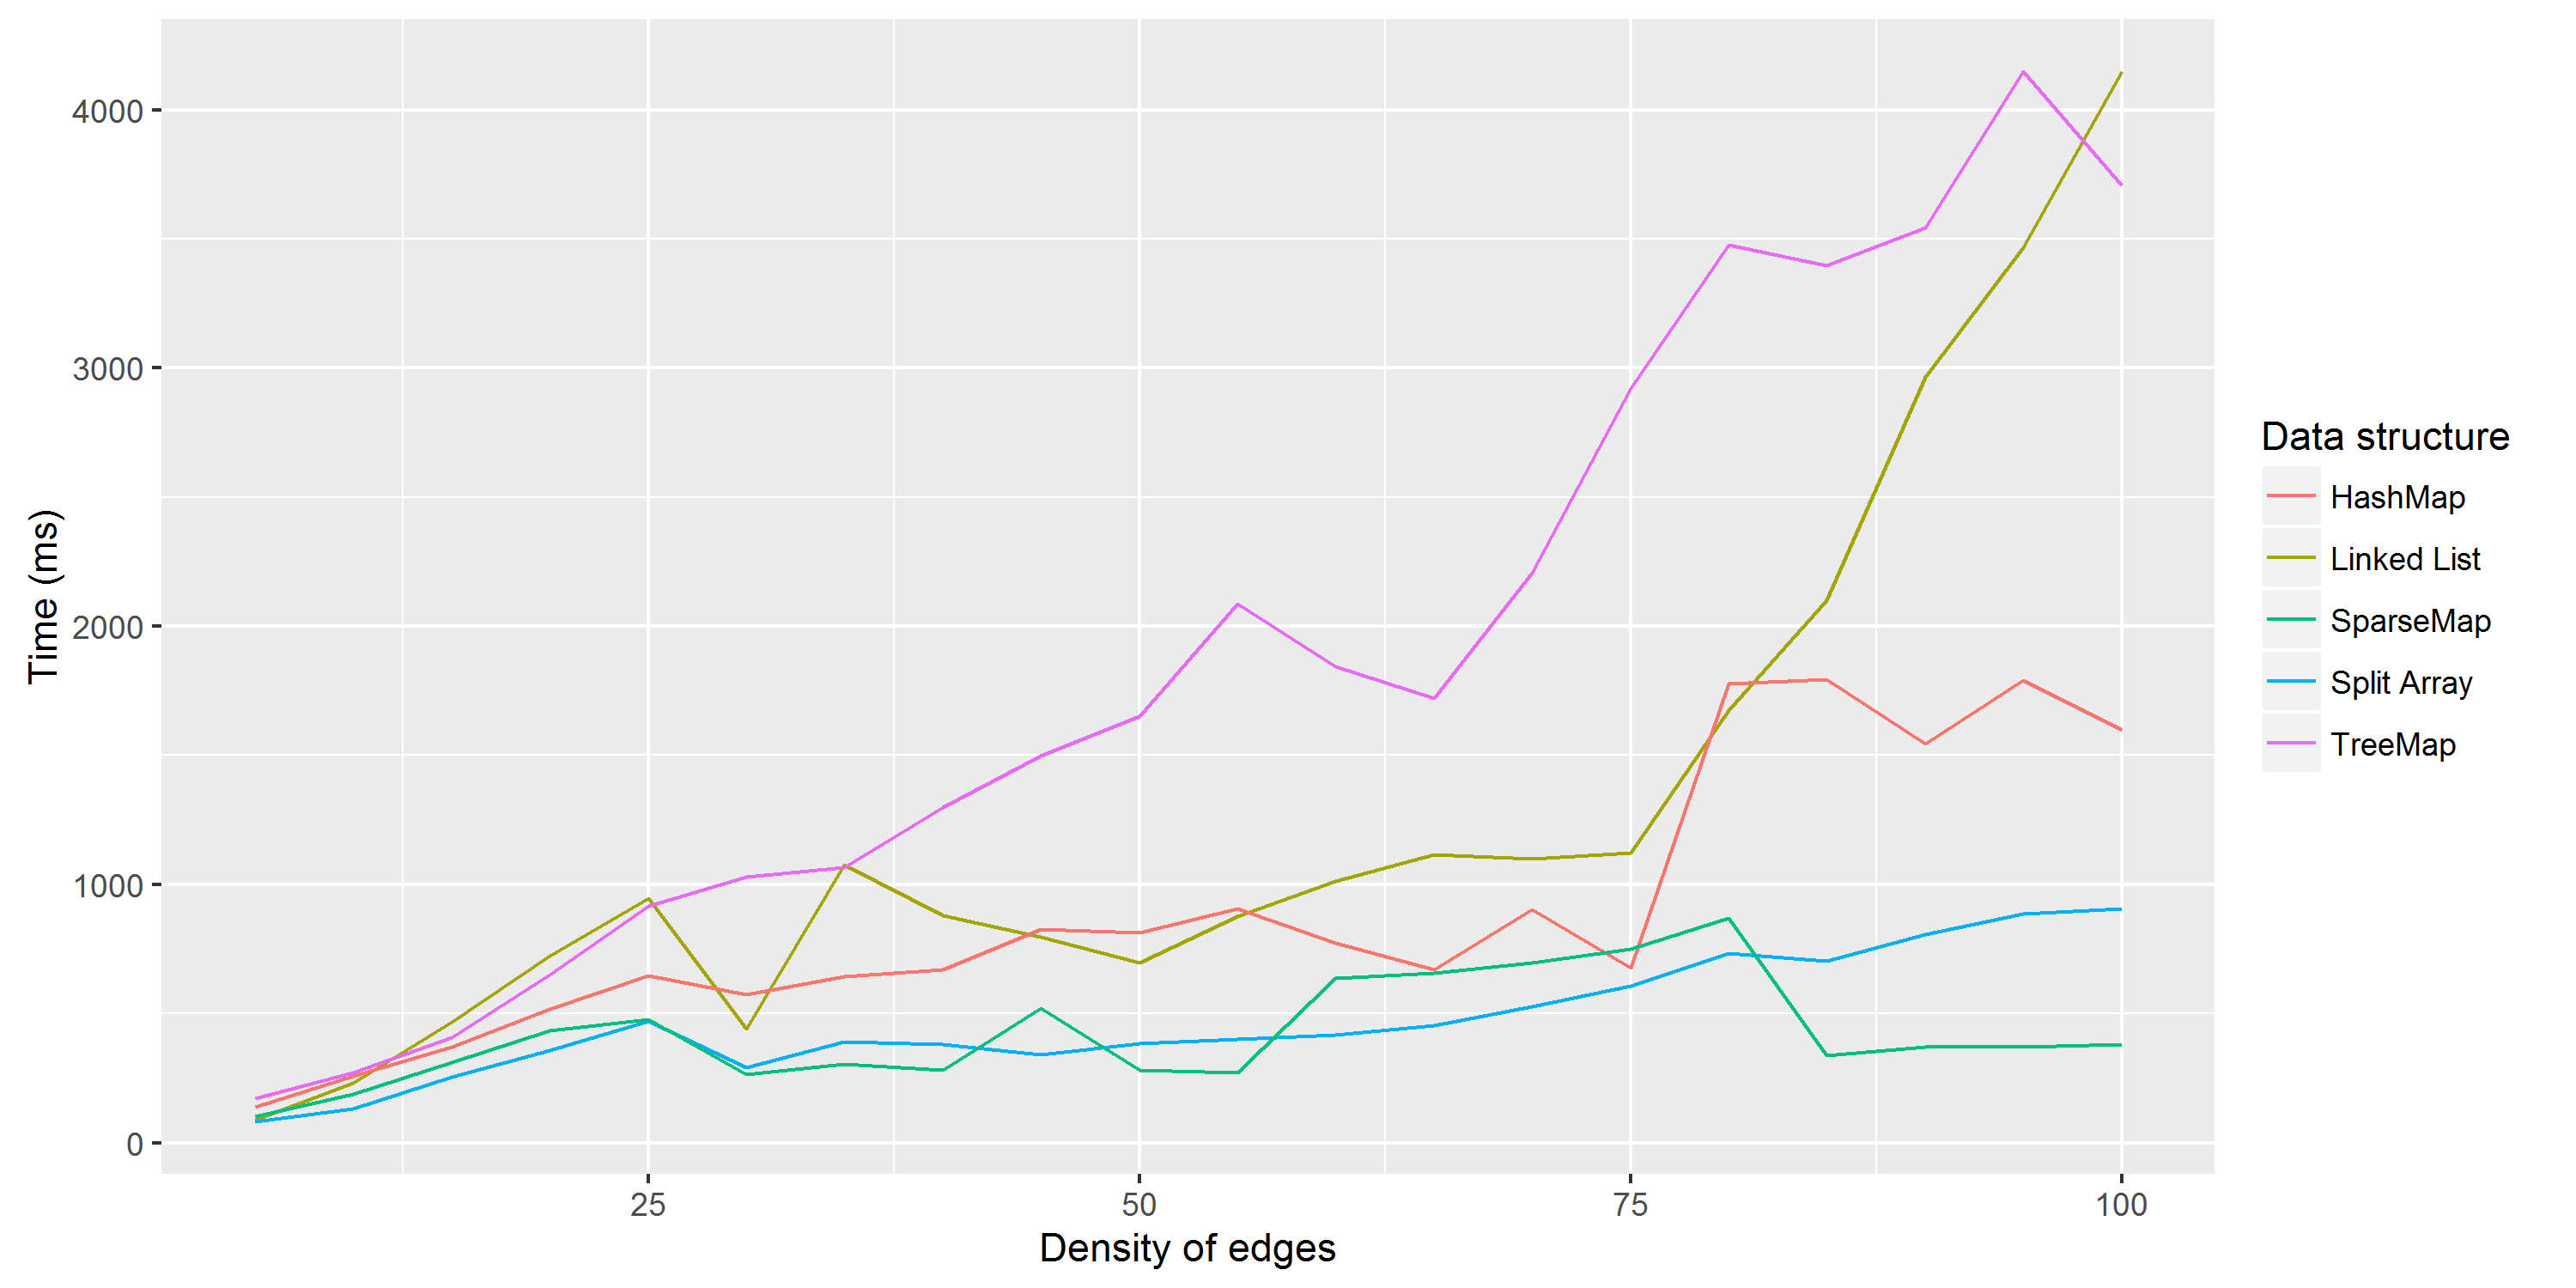 4000
3000
2000
1000
0
Time (ms)
25 50 75 100
Density of edges
Data structure
HashMap
Linked List
SparseMap
Split Array
TreeMap